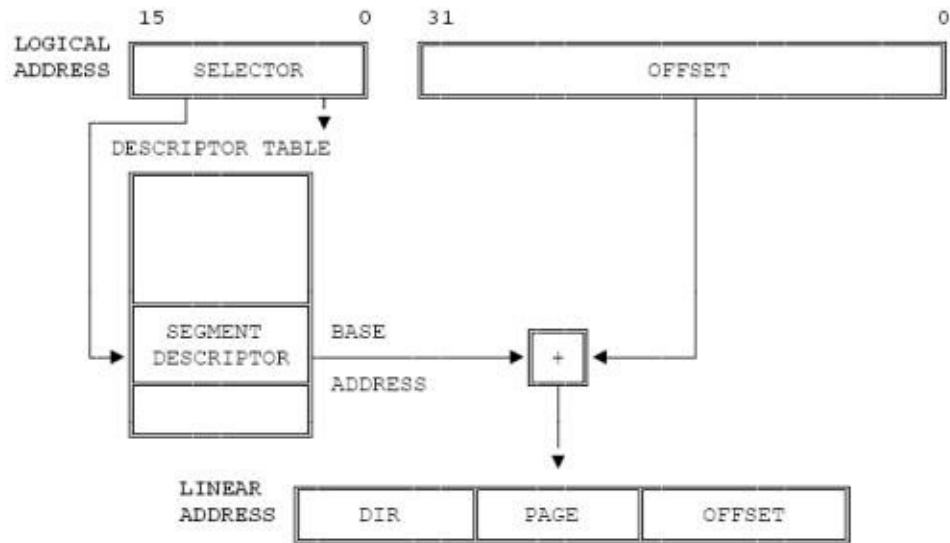 15 0 31 0
LOGICAL
ADDRESS
SELECTOR OFFSET
DESCRIPTOR TABLE
SEGMENT
DESCRIPTOR
BASE
ADDRESS
+
LINEAR
ADDRESS
DIR PAGE OFFSET